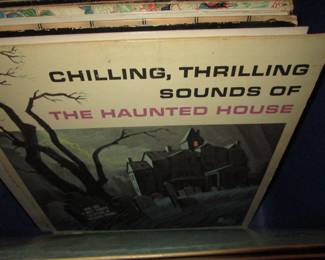 CHILLING, THRILLING
SOUNDS OF
THE HAUNTED HOUSE